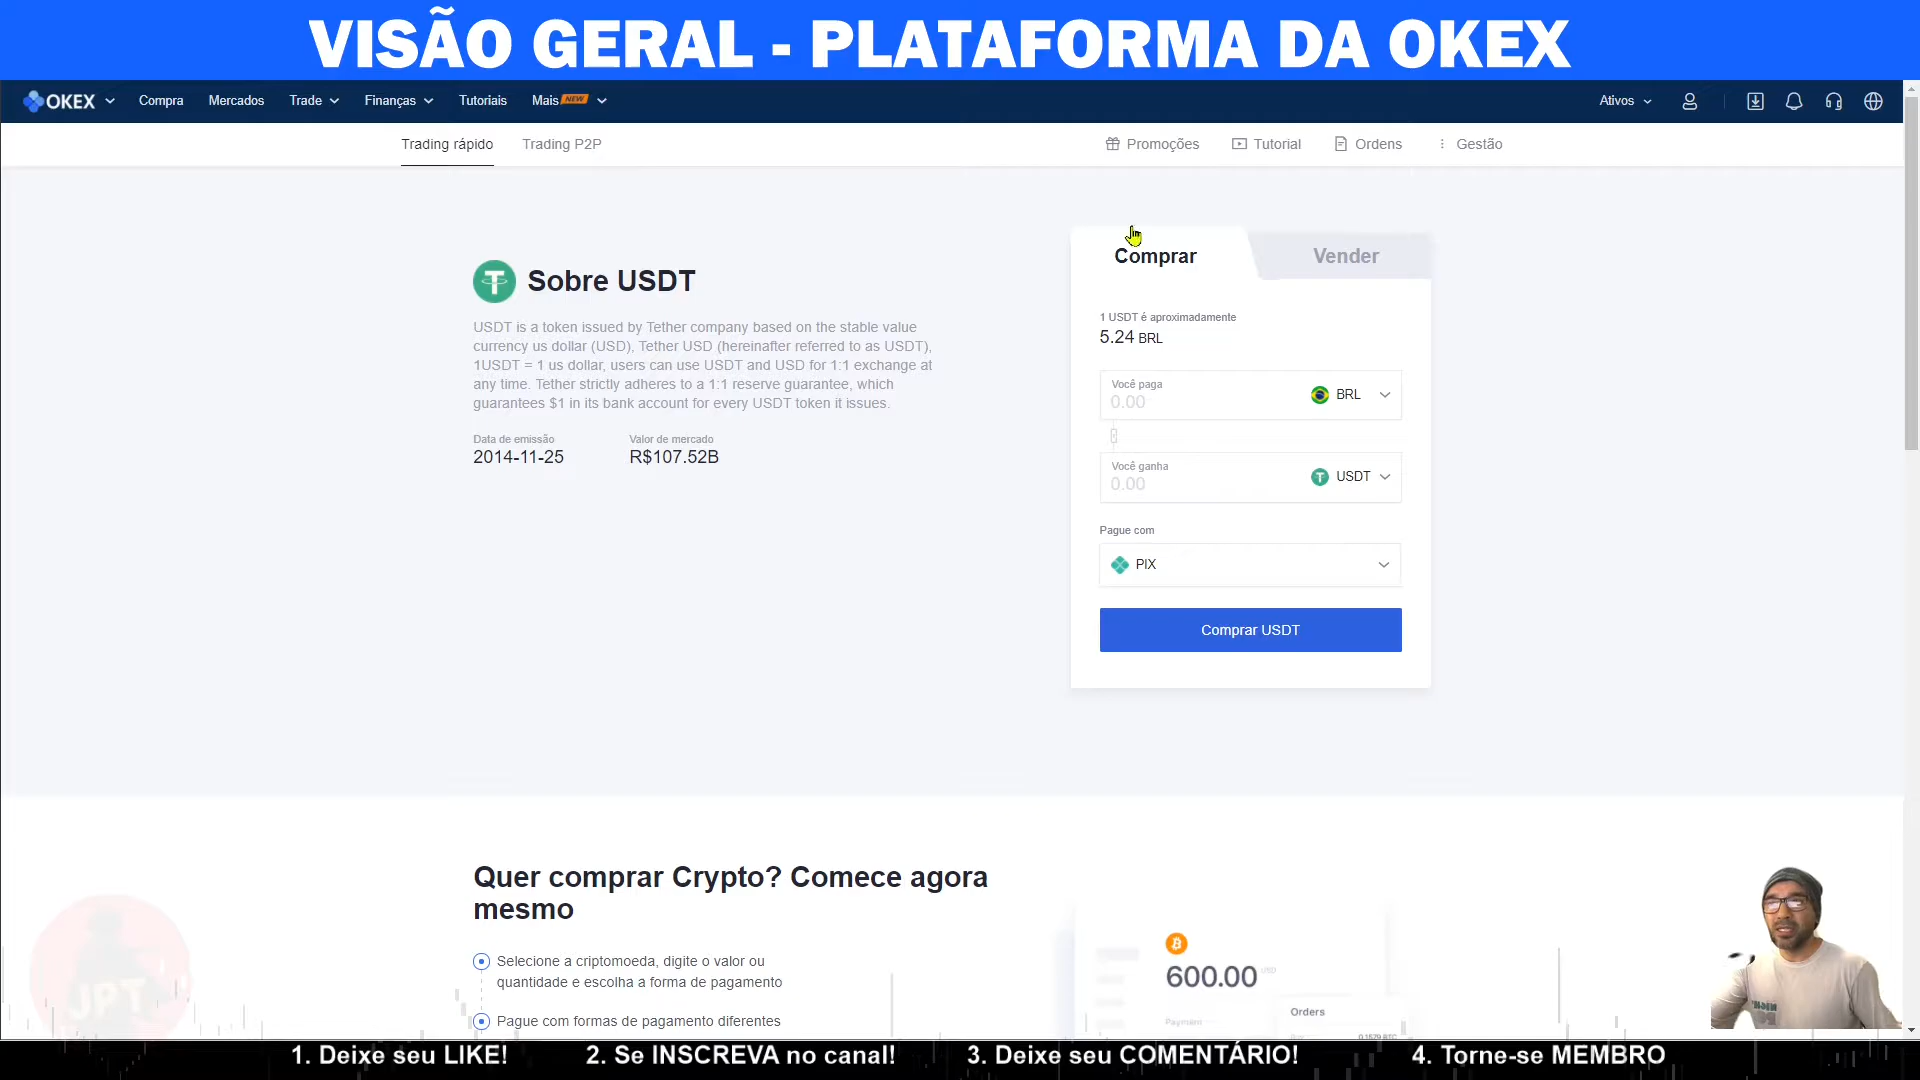 VISÃO GERAL - PLATAFORMA DA OKEX
OKEX Compra Mercados Trade Finanças Tutoriais Mais NEW Ativos
Trading rápido Trading P2P Promoções Tutorial Ordens Gestão
Comprar Vender
Sobre USDT
USDT is a token issued by Tether company based on the stable value
currency us dollar (USD), Tether USD (hereinafter referred to as USDT),
1USDT = 1 us dollar, users can use USDT and USD for 1:1 exchange at
any time. Tether strictly adheres to a 1:1 reserve guarantee, which
guarantees $1 in its bank account for every USDT token it issues.
Data de emissão Valor de mercado
2014-11-25 R$107.52B
1 USDT é aproximadamente
5.24 BRL
Você paga
0.00 BRL
Você ganha
0.00 USDT
Pague com
PIX
Comprar USDT
Quer comprar Crypto? Comece agora
mesmo
Selecione a criptomoeda, digite o valor ou
quantidade e escolha a forma de pagamento
Pague com formas de pagamento diferentes
600.00 USD
Orders
Payment
0.1579 BTC
JPT
1. Deixe seu LIKE! 2. Se INSCREVA no canal! 3. Deixe seu COMENTÁRIO! 4. Torne-se MEMBRO